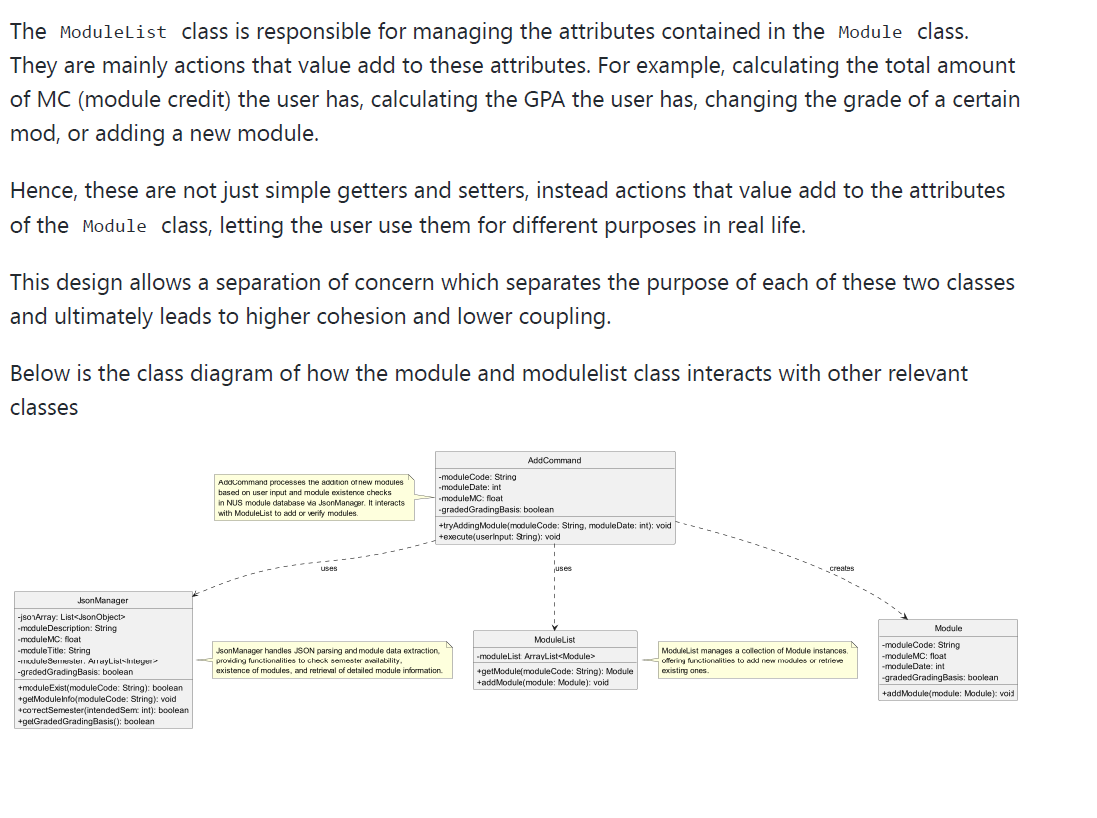 The ModuleList class is responsible for managing the attributes contained in the Module class.
They are mainly actions that value add to these attributes. For example, calculating the total amount
of MC (module credit) the user has, calculating the GPA the user has, changing the grade of a certain
mod, or adding a new module.
Hence, these are not just simple getters and setters, instead actions that value add to the attributes
of the Module class, letting the user use them for different purposes in real life.
This design allows a separation of concern which separates the purpose of each of these two classes
and ultimately leads to higher cohesion and lower coupling.
Below is the class diagram of how the module and modulelist class interacts with other relevant
classes
AddCommand
-moduleCode: String
-moduleDate: int
-moduleMC: float
-gradedGradingBasis: boolean
+tryAddingModule(moduleCode: String, moduleDate: int): void
+execute(userInput: String): void
AddCommand processes the addition of new modules
based on user input and module existence checks
in NUS module database via JsonManager. It interacts
with ModuleList to add or verify modules.
uses
uses
creates
JsonManager
-jsonArray: List<JsonObject>
-moduleDescription: String
-moduleMC: float
-moduleTitle: String
-moduleSemester: ArrayList<Integer>
-gradedGradingBasis: boolean
+moduleExist(moduleCode: String): boolean
+getModuleInfo(moduleCode: String): void
+correctSemester(intendedSem: int): boolean
+getGradedGradingBasis(): boolean
JsonManager handles JSON parsing and module data extraction,
providing functionalities to check semester availability,
existence of modules, and retrieval of detailed module information.
ModuleList
-moduleList: ArrayList<Module>
+getModule(moduleCode: String): Module
+addModule(module: Module): void
ModuleList manages a collection of Module instances,
offering functionalities to add new modules or retrieve
existing ones.
Module
-moduleCode: String
-moduleMC: float
-moduleDate: int
-gradedGradingBasis: boolean
+addModule(module: Module): void